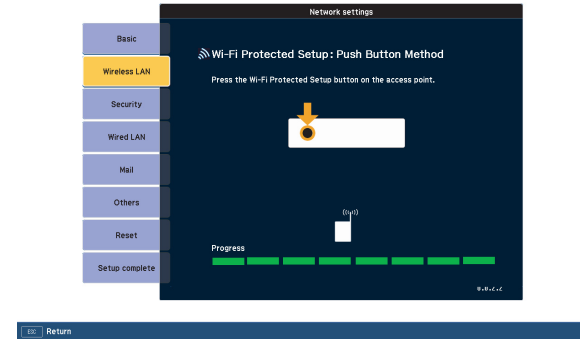 Network settings
Basic
Wireless LAN
Security
Wired LAN
Mail
Others
Reset
Setup complete
Wi-Fi Protected Setup : Push Button Method
Press the Wi-Fi Protected Setup button on the access point.
Progress
ESC Return